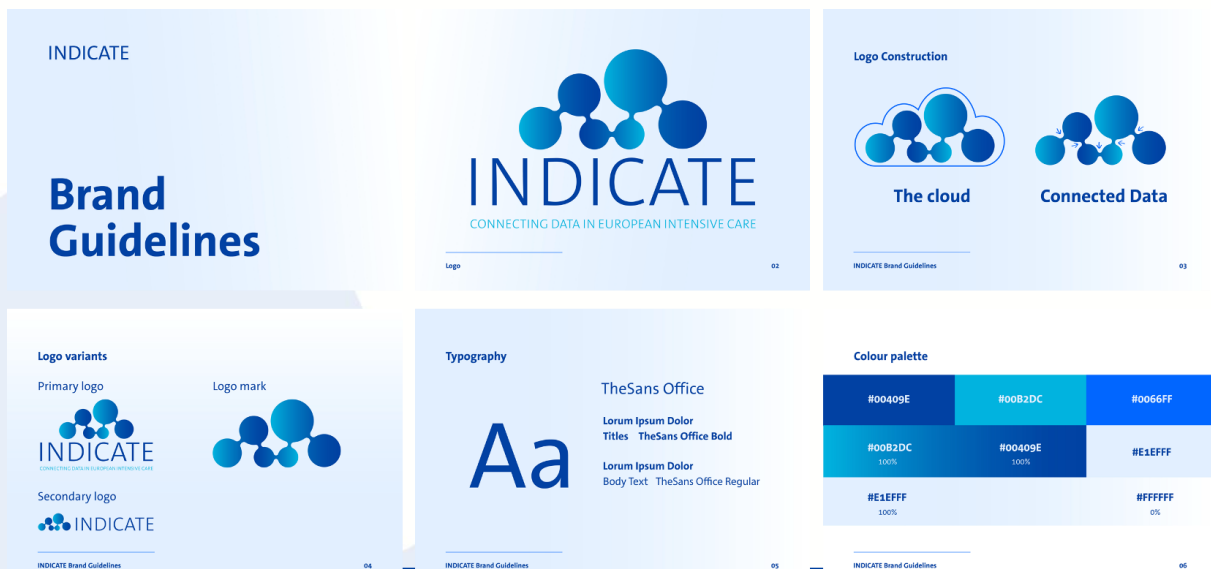 INDICATE
Brand
Guidelines
INDICATE
CONNECTING DATA IN EUROPEAN INTENSIVE CARE
Logo
02
Logo Construction
The cloud
Connected Data
INDICATE Brand Guidelines
03
Logo variants
Primary logo
Logo mark
INDICATE
CONNECTING DATA IN EUROPEAN INTENSIVE CARE
Secondary logo
INDICATE
INDICATE Brand Guidelines
04
Typography
Aa
TheSans Office
Lorum Ipsum Dolor
Titles TheSans Office Bold
Lorum Ipsum Dolor
Body Text TheSans Office Regular
INDICATE Brand Guidelines
05
Colour palette
#00409E
#00B2DC
#0066FF
#00B2DC
100%
#00409E
100%
#E1EFFF
#E1EFFF
100%
#FFFFFF
0%
INDICATE Brand Guidelines
06